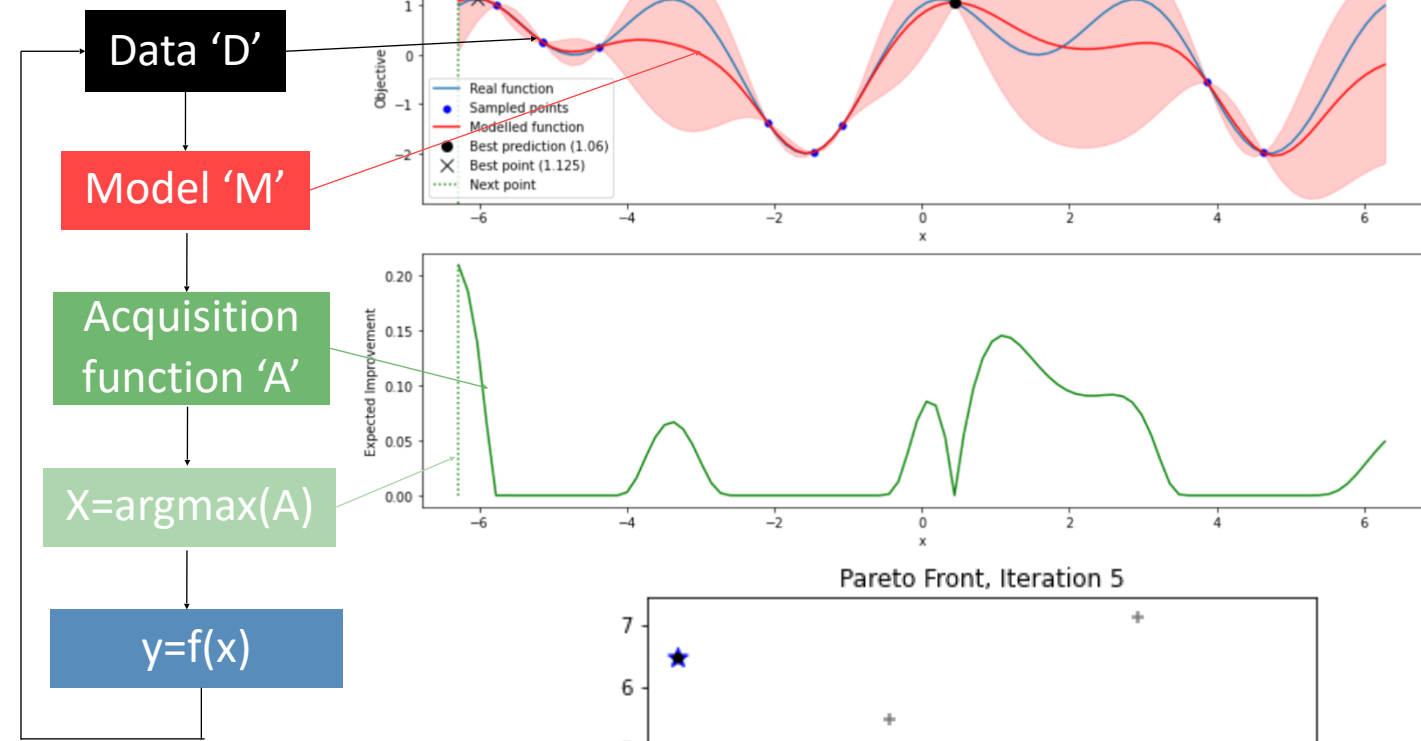 Data ‘D’
Model ‘M’
Acquisition
function ‘A’
X=argmax(A)
y=f(x)
Objective
1
0
−1
−2
Real function
Sampled points
Modelled function
Best prediction (1.06)
Best point (1.125)
Next point
−6
−4
−2
0
2
4
6
x
Expected Improvement
0.20
0.15
0.10
0.05
0.00
−6
−4
−2
0
2
4
6
x
Pareto Front, Iteration 5
7
6